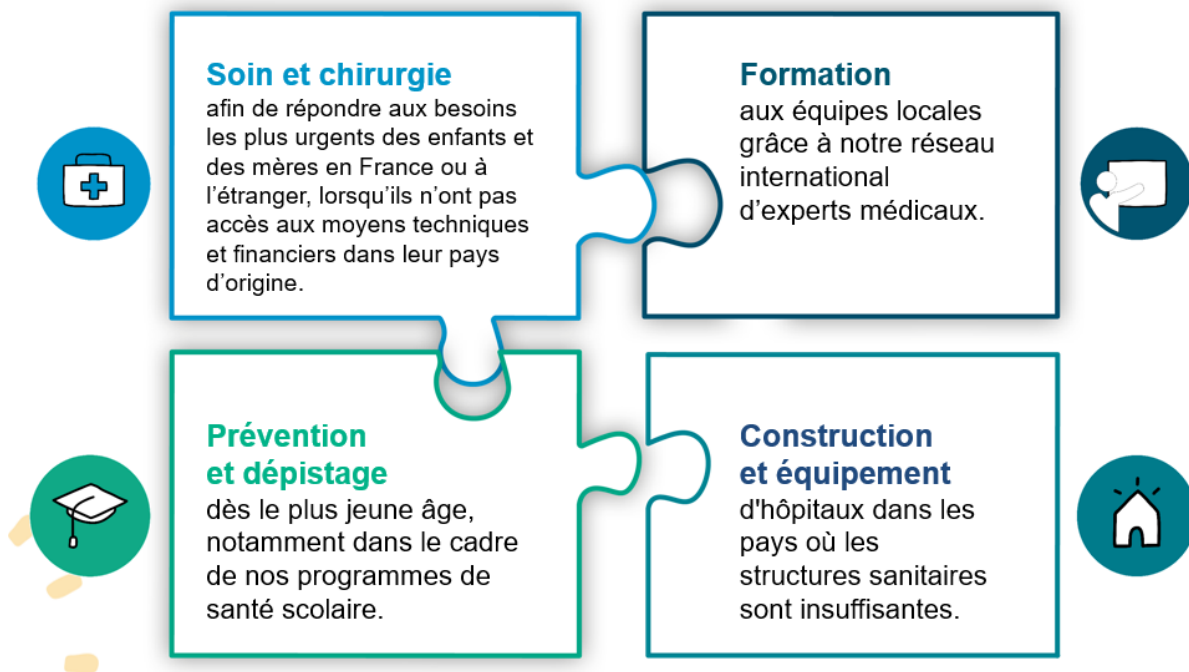 Soin et chirurgie
afin de répondre aux besoins
les plus urgents des enfants et
des mères en France ou à
l’étranger, lorsqu’ils n’ont pas
accès aux moyens techniques
et financiers dans leur pays
d’origine.
Formation
aux équipes locales
grâce à notre réseau
international
d’experts médicaux.
Prévention
et dépistage
dès le plus jeune âge,
notamment dans le cadre
de nos programmes de
santé scolaire.
Construction
et équipement
d'hôpitaux dans les
pays où les
structures sanitaires
sont insuffisantes.